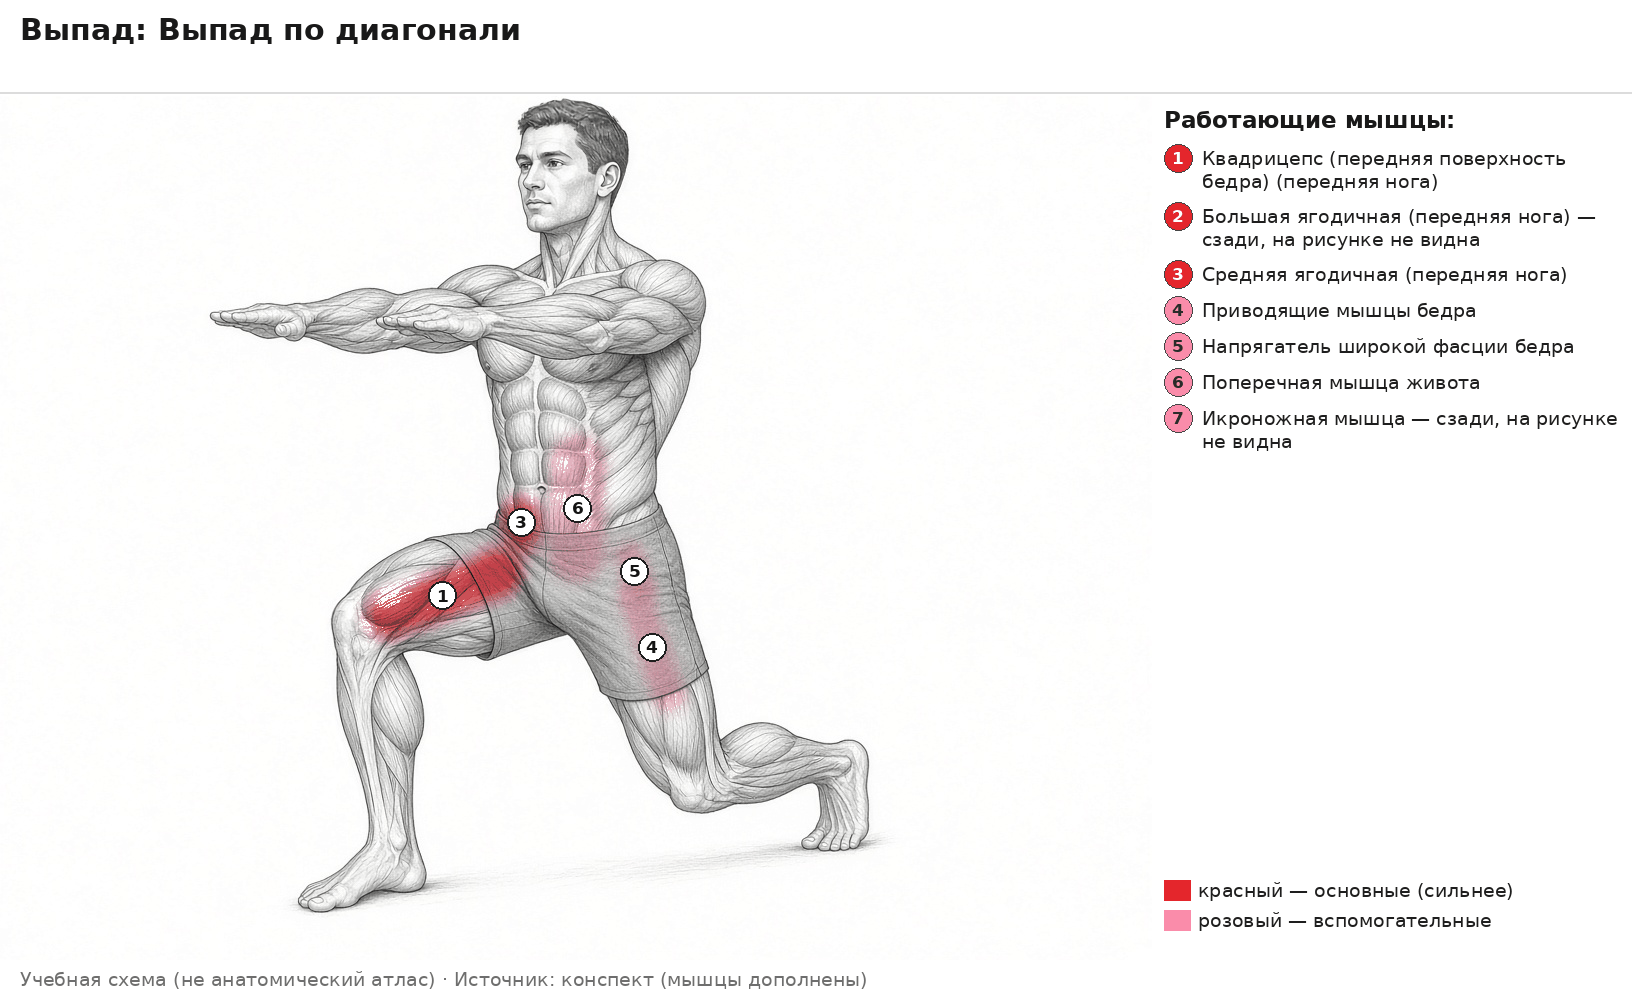 Выпад: Выпад по диагонали
Работающие мышцы:
1 Квадрицепс (передняя поверхность
бедра) (передняя нога)
2 Большая ягодичная (передняя нога) —
сзади, на рисунке не видна
3 Средняя ягодичная (передняя нога)
4 Приводящие мышцы бедра
5 Напрягатель широкой фасции бедра
6 Поперечная мышца живота
7 Икроножная мышца — сзади, на рисунке
не видна
3
6
5
1
4
красный — основные (сильнее)
розовый — вспомогательные
Учебная схема (не анатомический атлас) · Источник: конспект (мышцы дополнены)